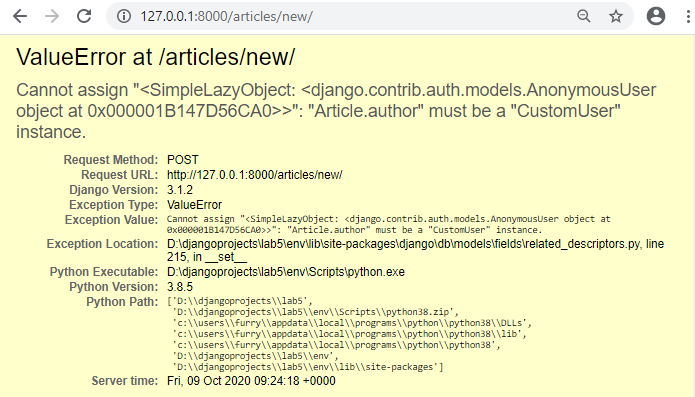 127.0.0.1:8000/articles/new/
ValueError at /articles/new/
Cannot assign "<SimpleLazyObject: <django.contrib.auth.models.AnonymousUser
object at 0x000001B147D56CA0>>": "Article.author" must be a "CustomUser"
instance.
Request Method: POST
Request URL: http://127.0.0.1:8000/articles/new/
Django Version: 3.1.2
Exception Type: ValueError
Exception Value: Cannot assign "<SimpleLazyObject: <django.contrib.auth.models.AnonymousUser object at
0x000001B147D56CA0>>": "Article.author" must be a "CustomUser" instance.
Exception Location: D:\djangoprojects\lab5\env\lib\site-packages\django\db\models\fields\related_descriptors.py, line
215, in __set__
Python Executable: D:\djangoprojects\lab5\env\Scripts\python.exe
Python Version: 3.8.5
Python Path: ['D:\\djangoprojects\\lab5',
'D:\\djangoprojects\\lab5\\env\\Scripts\\python38.zip',
'c:\\users\\furry\\appdata\\local\\programs\\python\\python38\\DLLs',
'c:\\users\\furry\\appdata\\local\\programs\\python\\python38\\lib',
'c:\\users\\furry\\appdata\\local\\programs\\python\\python38',
'D:\\djangoprojects\\lab5\\env',
'D:\\djangoprojects\\lab5\\env\\lib\\site-packages']
Server time: Fri, 09 Oct 2020 09:24:18 +0000